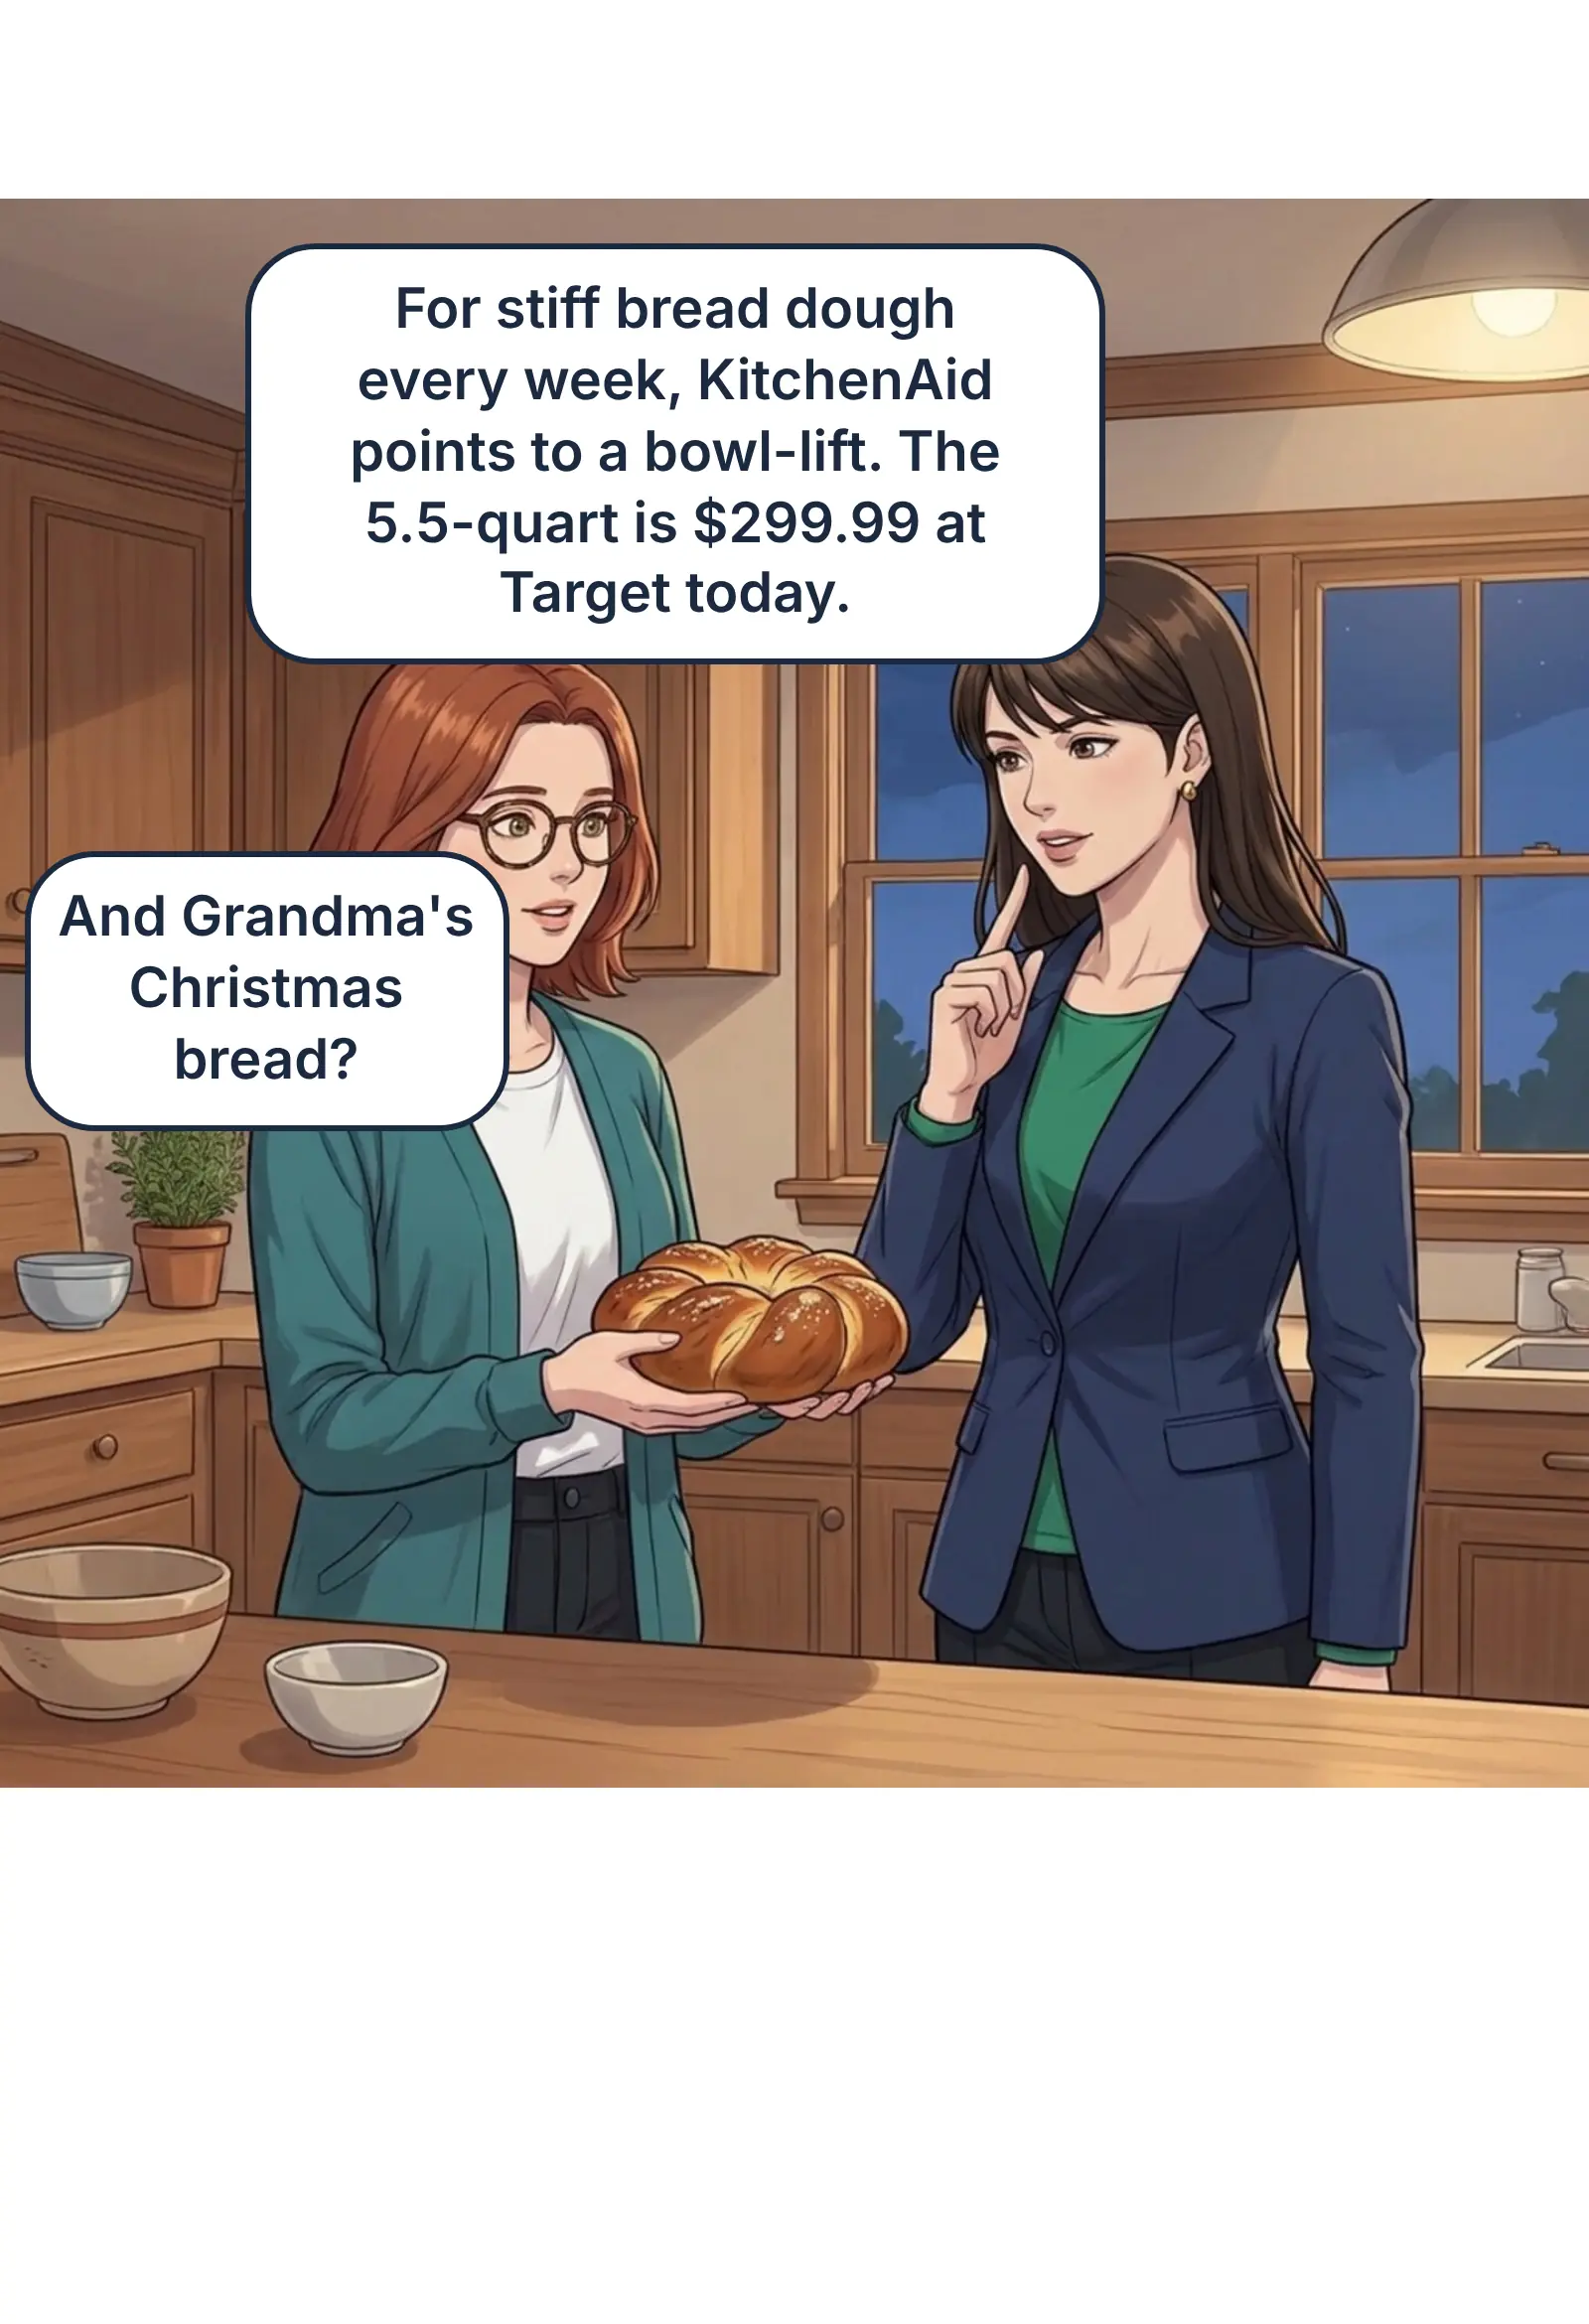 For stiff bread dough
every week, KitchenAid
points to a bowl-lift. The
5.5-quart is $299.99 at
Target today.
And Grandma's
Christmas
bread?